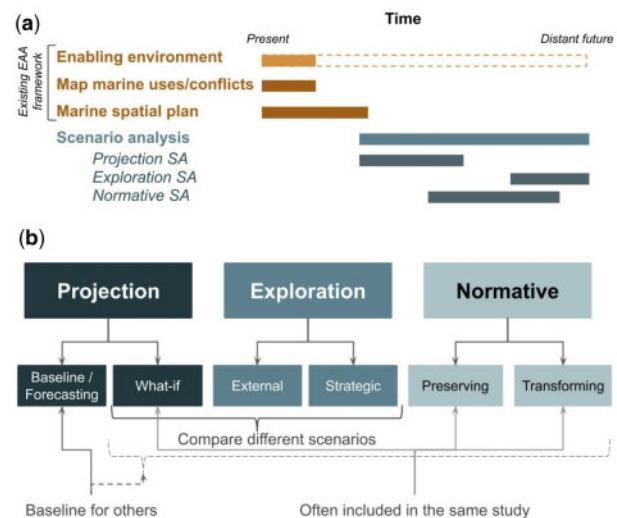 (a)
Time
Present
Distant future
Existing EAA
framework
Enabling environment
Map marine uses/conflicts
Marine spatial plan
Scenario analysis
Projection SA
Exploration SA
Normative SA
(b)
Projection
Exploration
Normative
Baseline /
Forecasting
What-if
External
Strategic
Preserving
Transforming
Compare different scenarios
Baseline for others
Often included in the same study